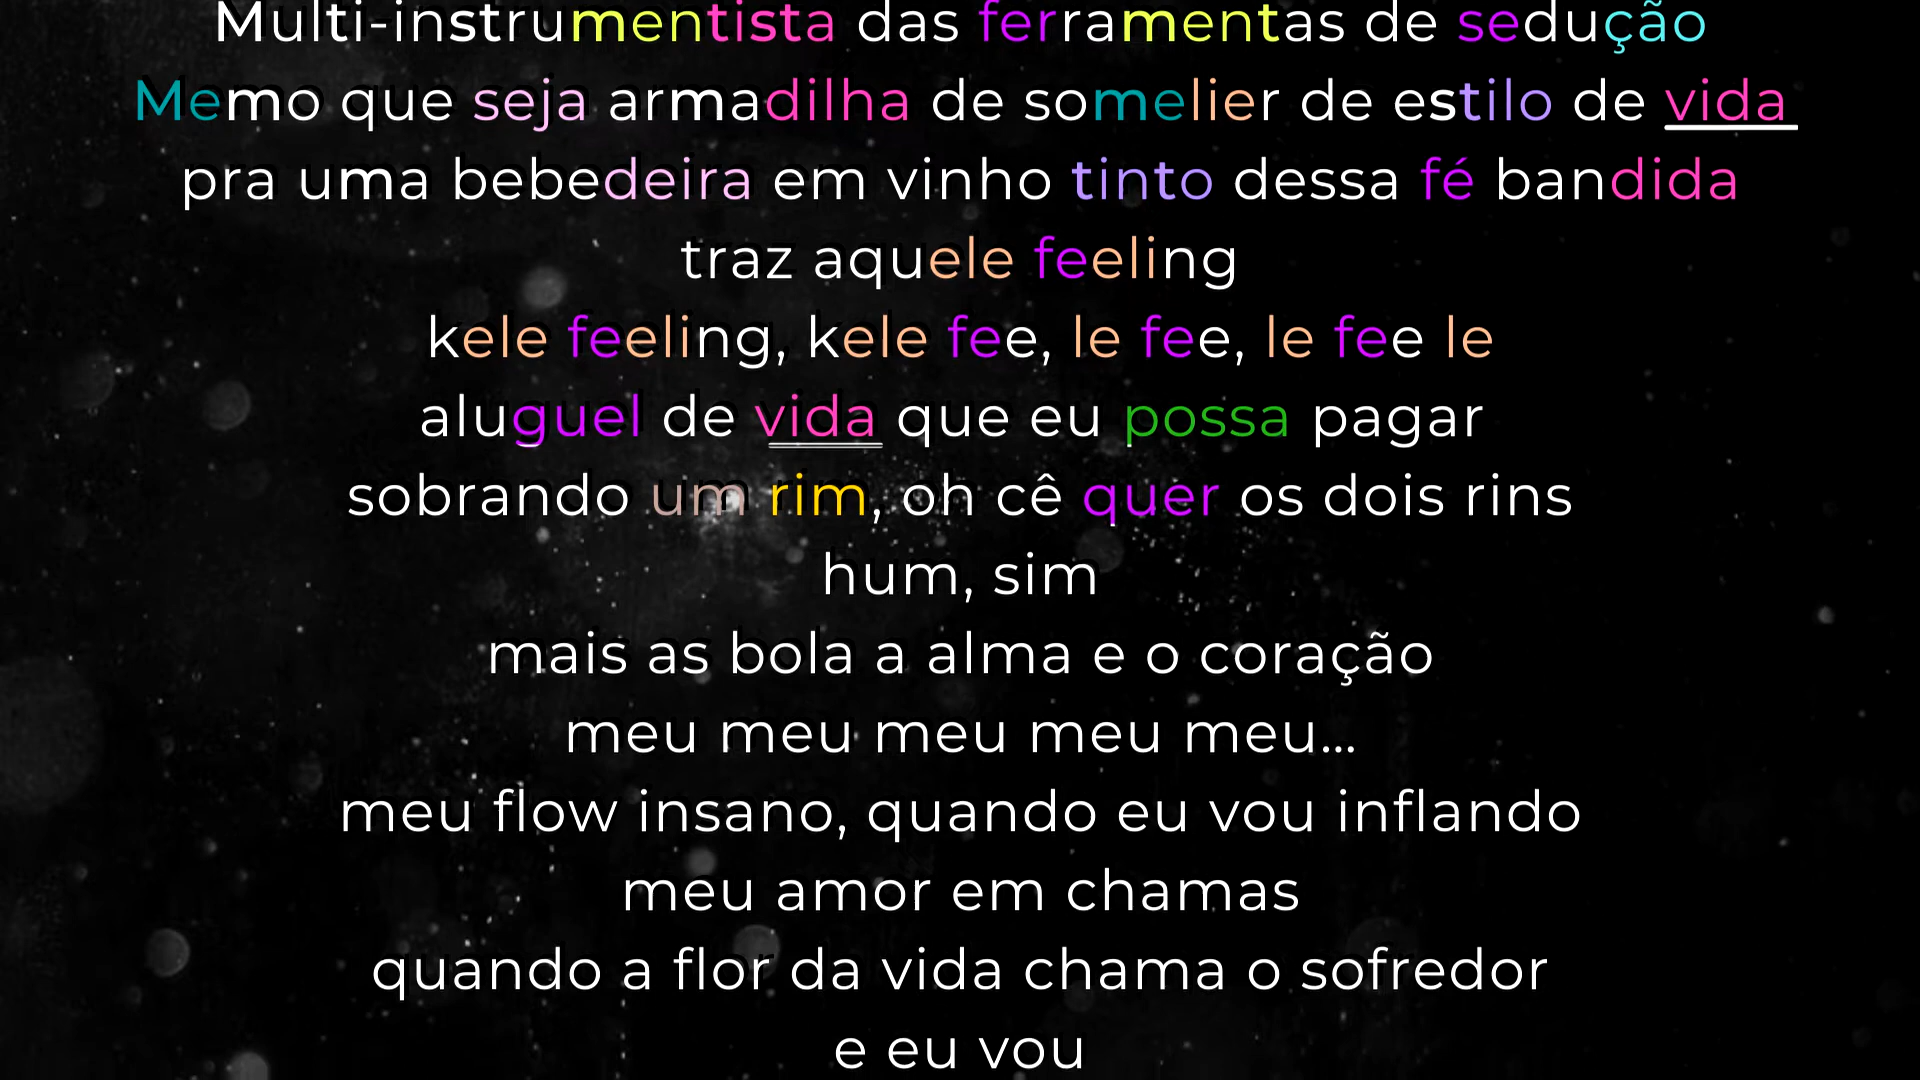 Multi-instrumentista das ferramentas de sedução
Memo que seja armadilha de somelier de estilo de vida
pra uma bebedeira em vinho tinto dessa fé bandida
traz aquele feeling
kele feeling, kele fee, le fee, le fee le
aluguel de vida que eu possa pagar
sobrando um rim, oh cê quer os dois rins
hum, sim
mais as bola a alma e o coração
meu meu meu meu meu...
meu flow insano, quando eu vou inflando
meu amor em chamas
quando a flor da vida chama o sofredor
e eu vou